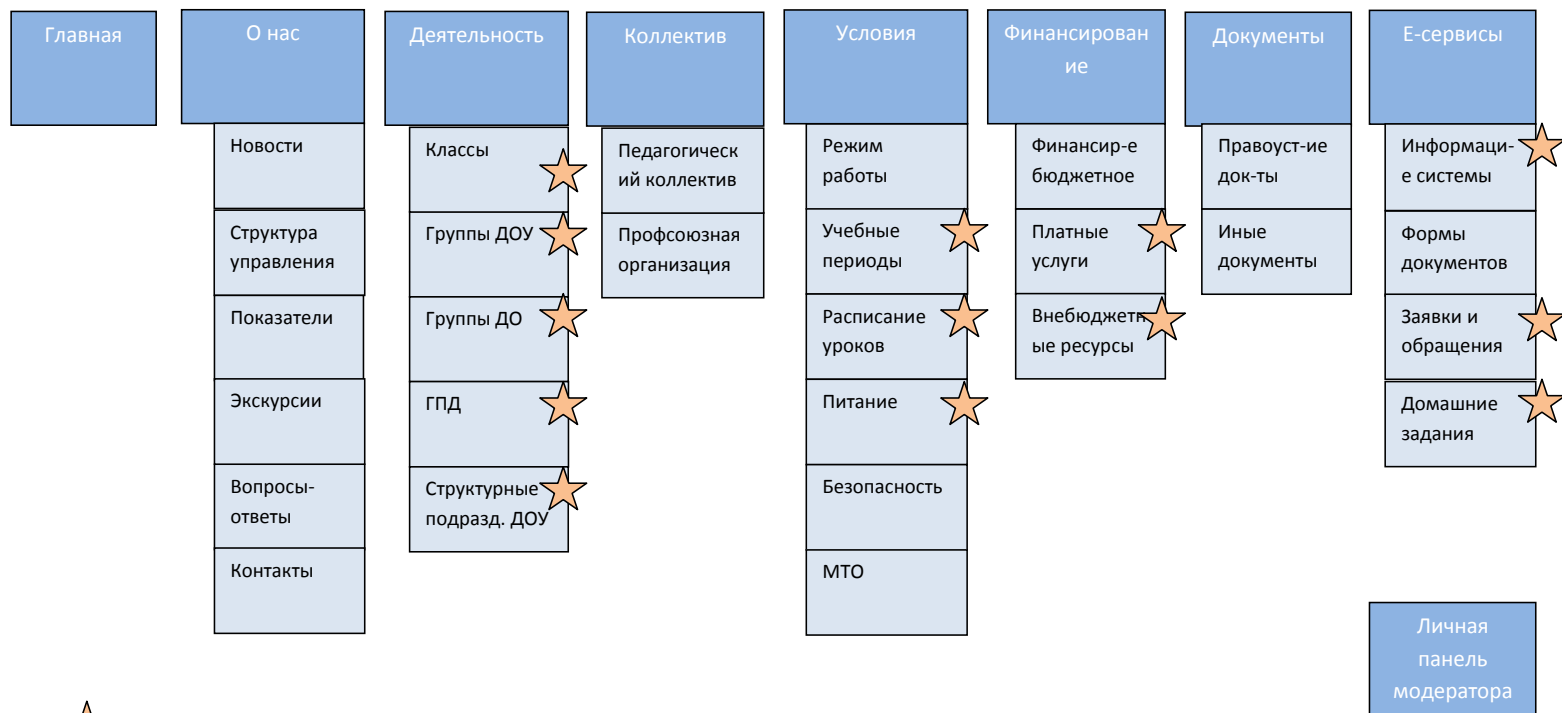 Главная
О нас
Деятельность
Коллектив
Условия
Финансирован
ие
Документы
Е-сервисы
Новости
Структура
управления
Показатели
Экскурсии
Вопросы-
ответы
Контакты
Классы
Группы ДОУ
Группы ДО
ГПД
Структурные
подразд. ДОУ
Педагогическ
ий коллектив
Профсоюзная
организация
Режим
работы
Учебные
периоды
Расписание
уроков
Питание
Безопасность
МТО
Финансир-е
бюджетное
Платные
услуги
Внебюджетн
ые ресурсы
Правоуст-ие
док-ты
Иные
документы
Информаци-
е системы
Формы
документов
Заявки и
обращения
Домашние
задания
Личная
панель
модератора